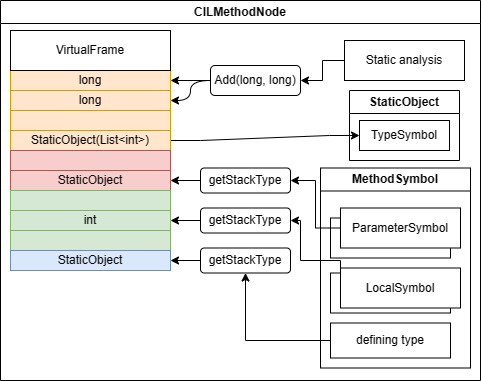 CILMethodNode
VirtualFrame
long
long
StaticObject(List<int>)
StaticObject
int
StaticObject
Add(long, long)
getStackType
getStackType
getStackType
Static analysis
StaticObject
TypeSymbol
MethodSymbol
ParameterSymbol
LocalSymbol
defining type